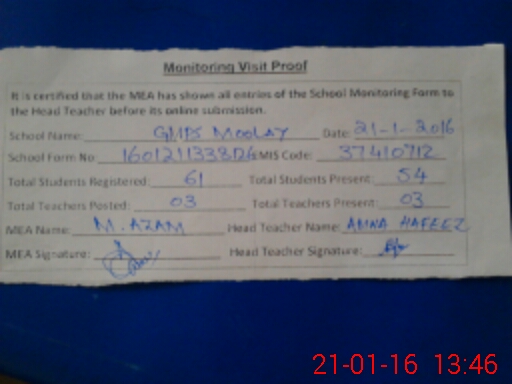 Monitoring Visit Proof
It is certified that the MEA has shown all entries of the School Monitoring Form to
the Head Teacher before its online submission.
School Name: GMPS MOOLAY Date: 21-1-2016
School Form No 1601211338026 EMIS Code: 37410712
Total Students Registered: 61 Total Students Present: 54
Total Teachers Posted: 03 Total Teachers Present: 03
MEA Name: M. AZAM Head Teacher Name: AMNA HAFEEZ
MEA Signature: Head Teacher Signature:
21-01-16 13:46